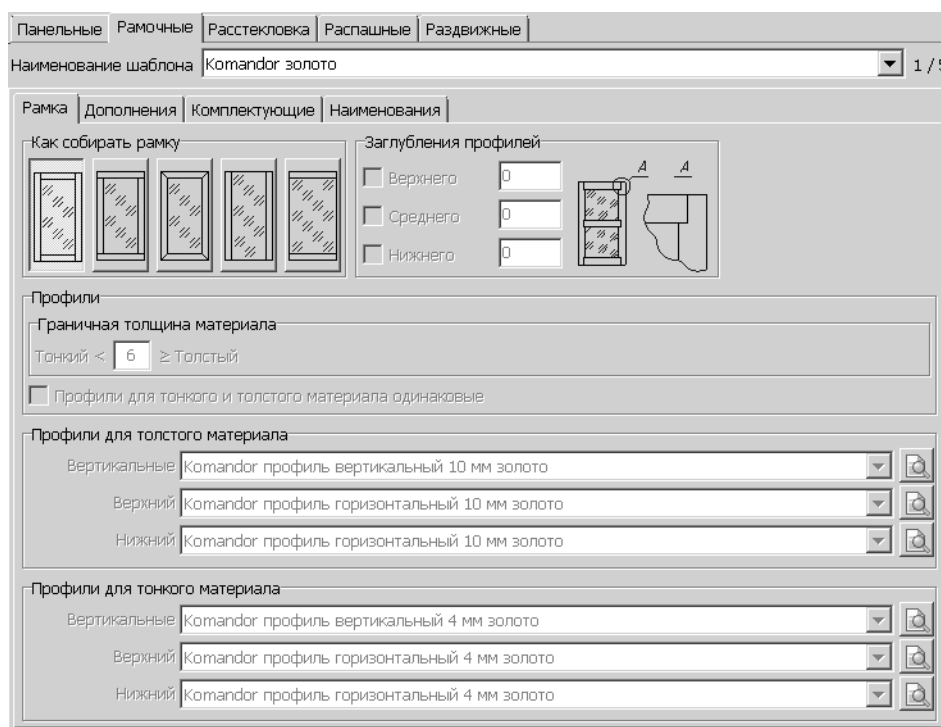 Панельные Рамочные Расстекловка Распашные Раздвижные
Наименование шаблона Komandor золото 1 / 5
Рамка Дополнения Комплектующие Наименования
Как собирать рамку Заглубления профилей
Верхнего 0 A A
Среднего 0
Нижнего 0
Профили
Граничная толщина материала
Тонкий < 6 ≥ Толстый
Профили для тонкого и толстого материала одинаковые
Профили для толстого материала
Вертикальные Komandor профиль вертикальный 10 мм золото
Верхний Komandor профиль горизонтальный 10 мм золото
Нижний Komandor профиль горизонтальный 10 мм золото
Профили для тонкого материала
Вертикальные Komandor профиль вертикальный 4 мм золото
Верхний Komandor профиль горизонтальный 4 мм золото
Нижний Komandor профиль горизонтальный 4 мм золото